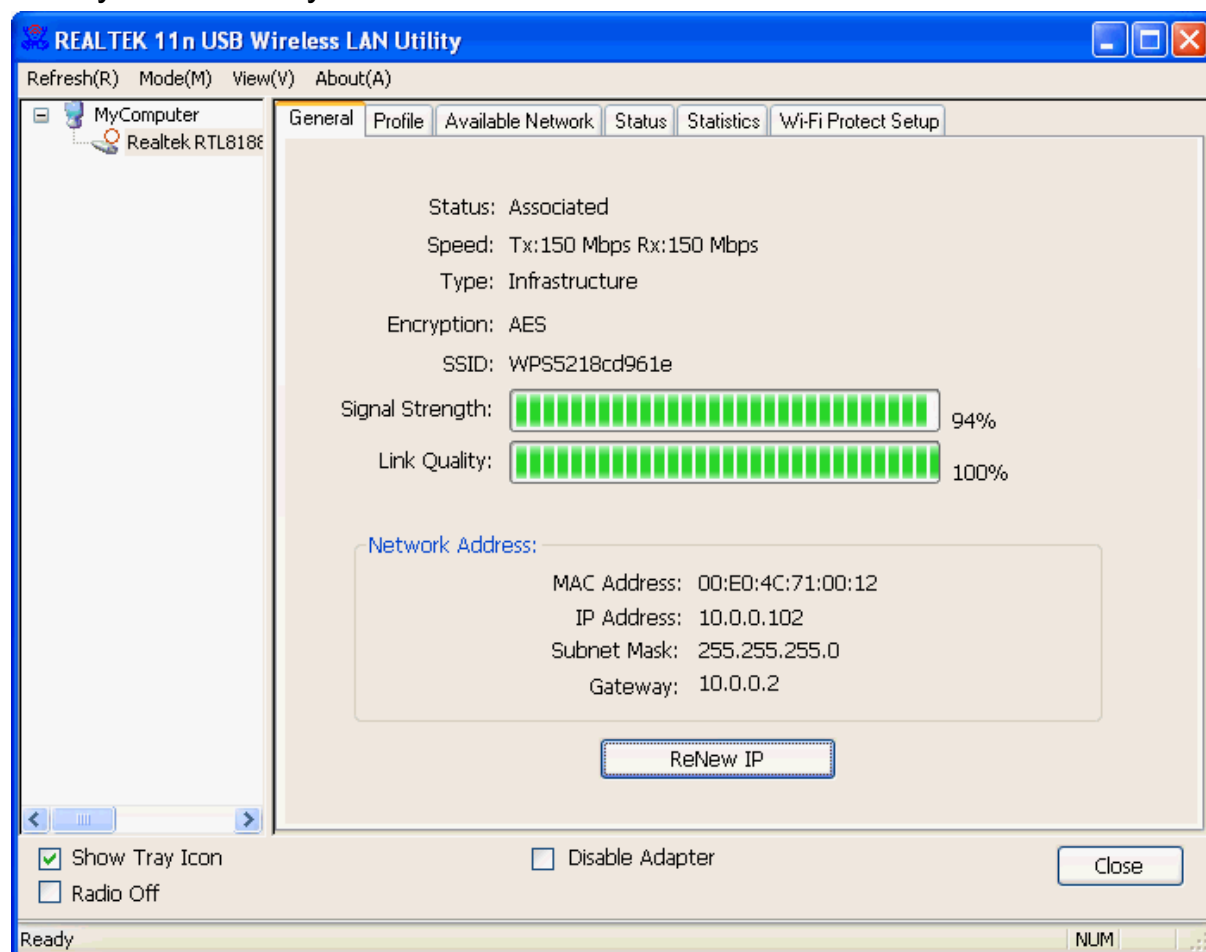 REALTEK 11n USB Wireless LAN Utility
Refresh(R) Mode(M) View(V) About(A)
MyComputer
Realtek RTL8188
General Profile Available Network Status Statistics Wi-Fi Protect Setup
Status: Associated
Speed: Tx:150 Mbps Rx:150 Mbps
Type: Infrastructure
Encryption: AES
SSID: WPS5218cd961e
Signal Strength: 94%
Link Quality: 100%
Network Address:
MAC Address: 00:E0:4C:71:00:12
IP Address: 10.0.0.102
Subnet Mask: 255.255.255.0
Gateway: 10.0.0.2
ReNew IP
Show Tray Icon
Disable Adapter
Close
Radio Off
Ready
NUM